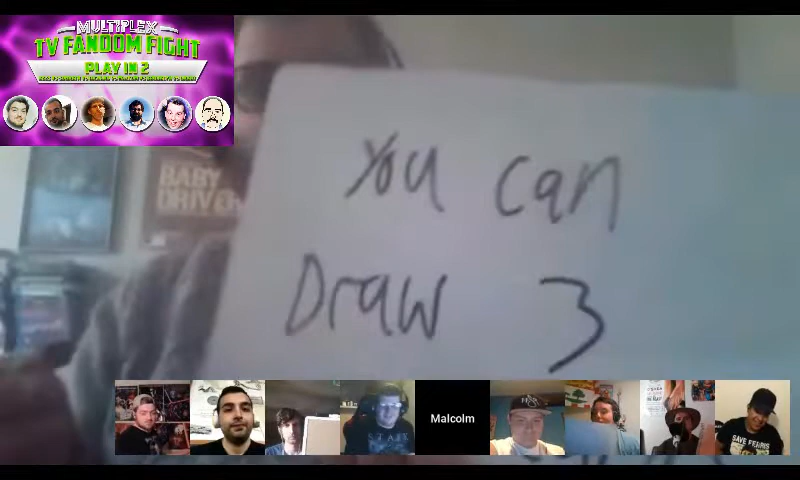 MULTIPLEX
TV FANDOM FIGHT
PLAY IN 2
BABY
DRIVER
You can
Draw 3
Malcolm
SAVE FERRIS